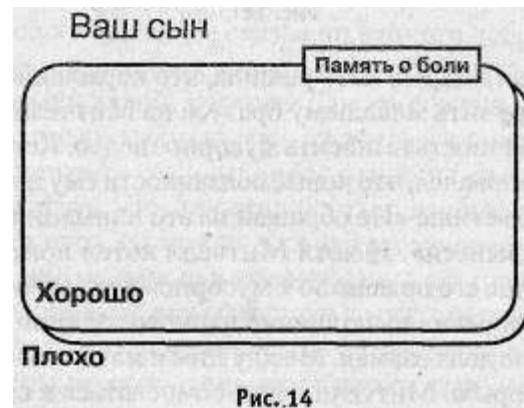 Ваш сын
Память о боли
Хорошо
Плохо
Рис. 14